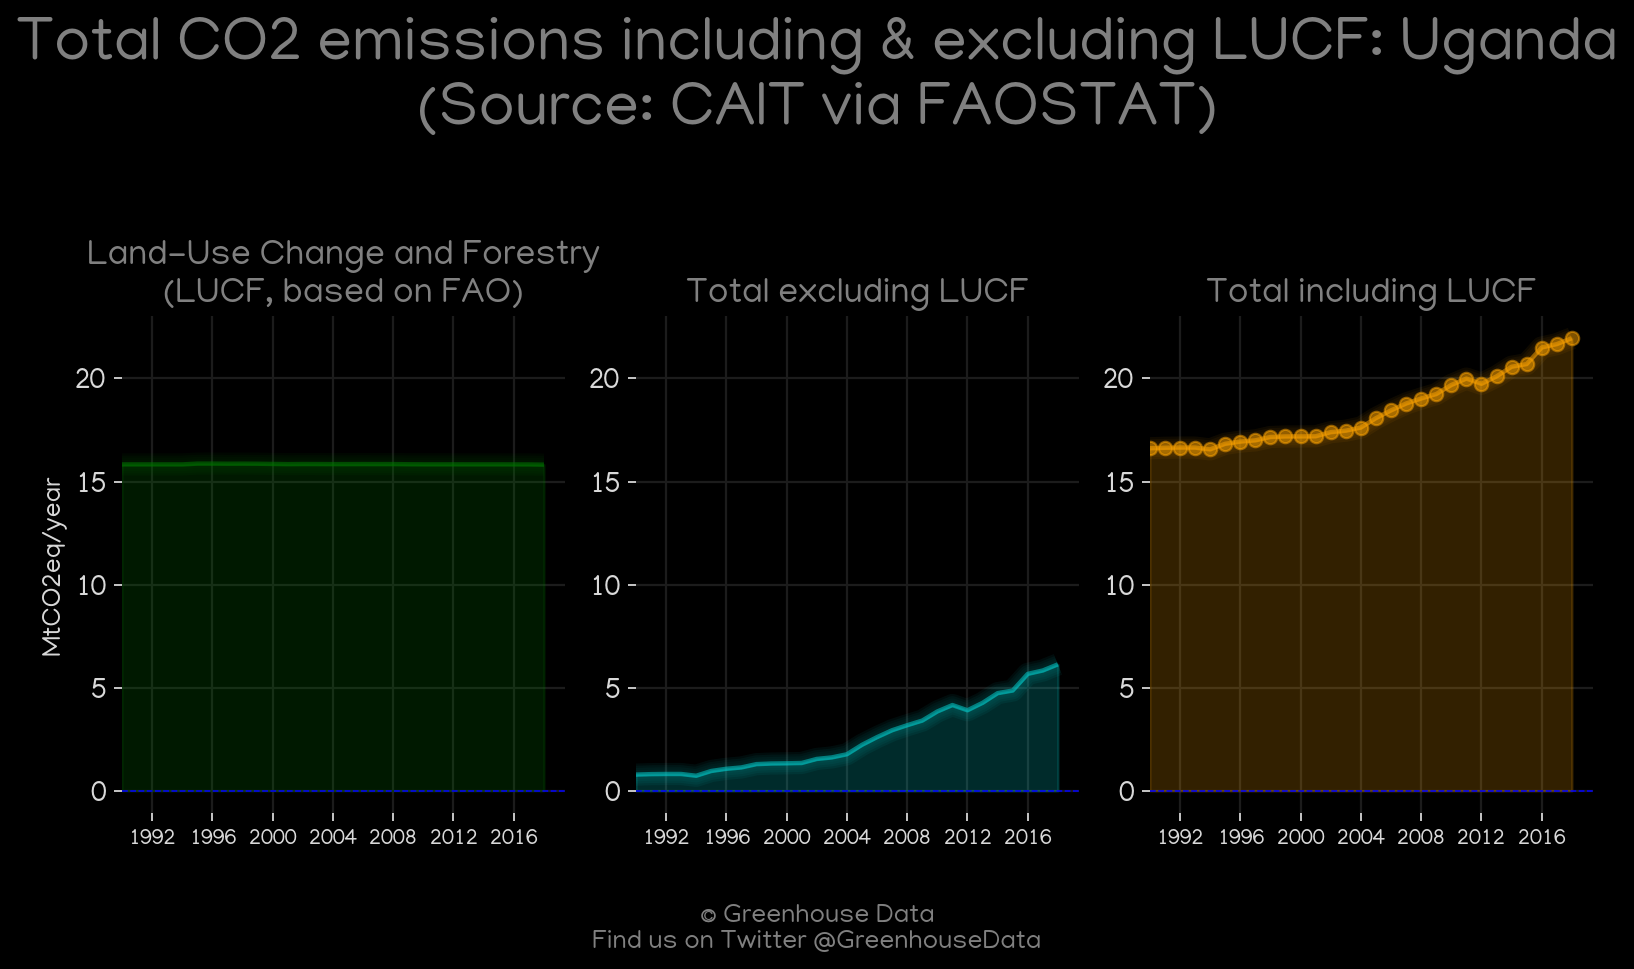 Total CO2 emissions including & excluding LUCF: Uganda
(Source: CAIT via FAOSTAT)
Land-Use Change and Forestry
(LUCF, based on FAO)
Total excluding LUCF
Total including LUCF
MtCO2eq/year
20
15
10
5
0
1992 1996 2000 2004 2008 2012 2016
20
15
10
5
0
1992 1996 2000 2004 2008 2012 2016
20
15
10
5
0
1992 1996 2000 2004 2008 2012 2016
© Greenhouse Data
Find us on Twitter @GreenhouseData